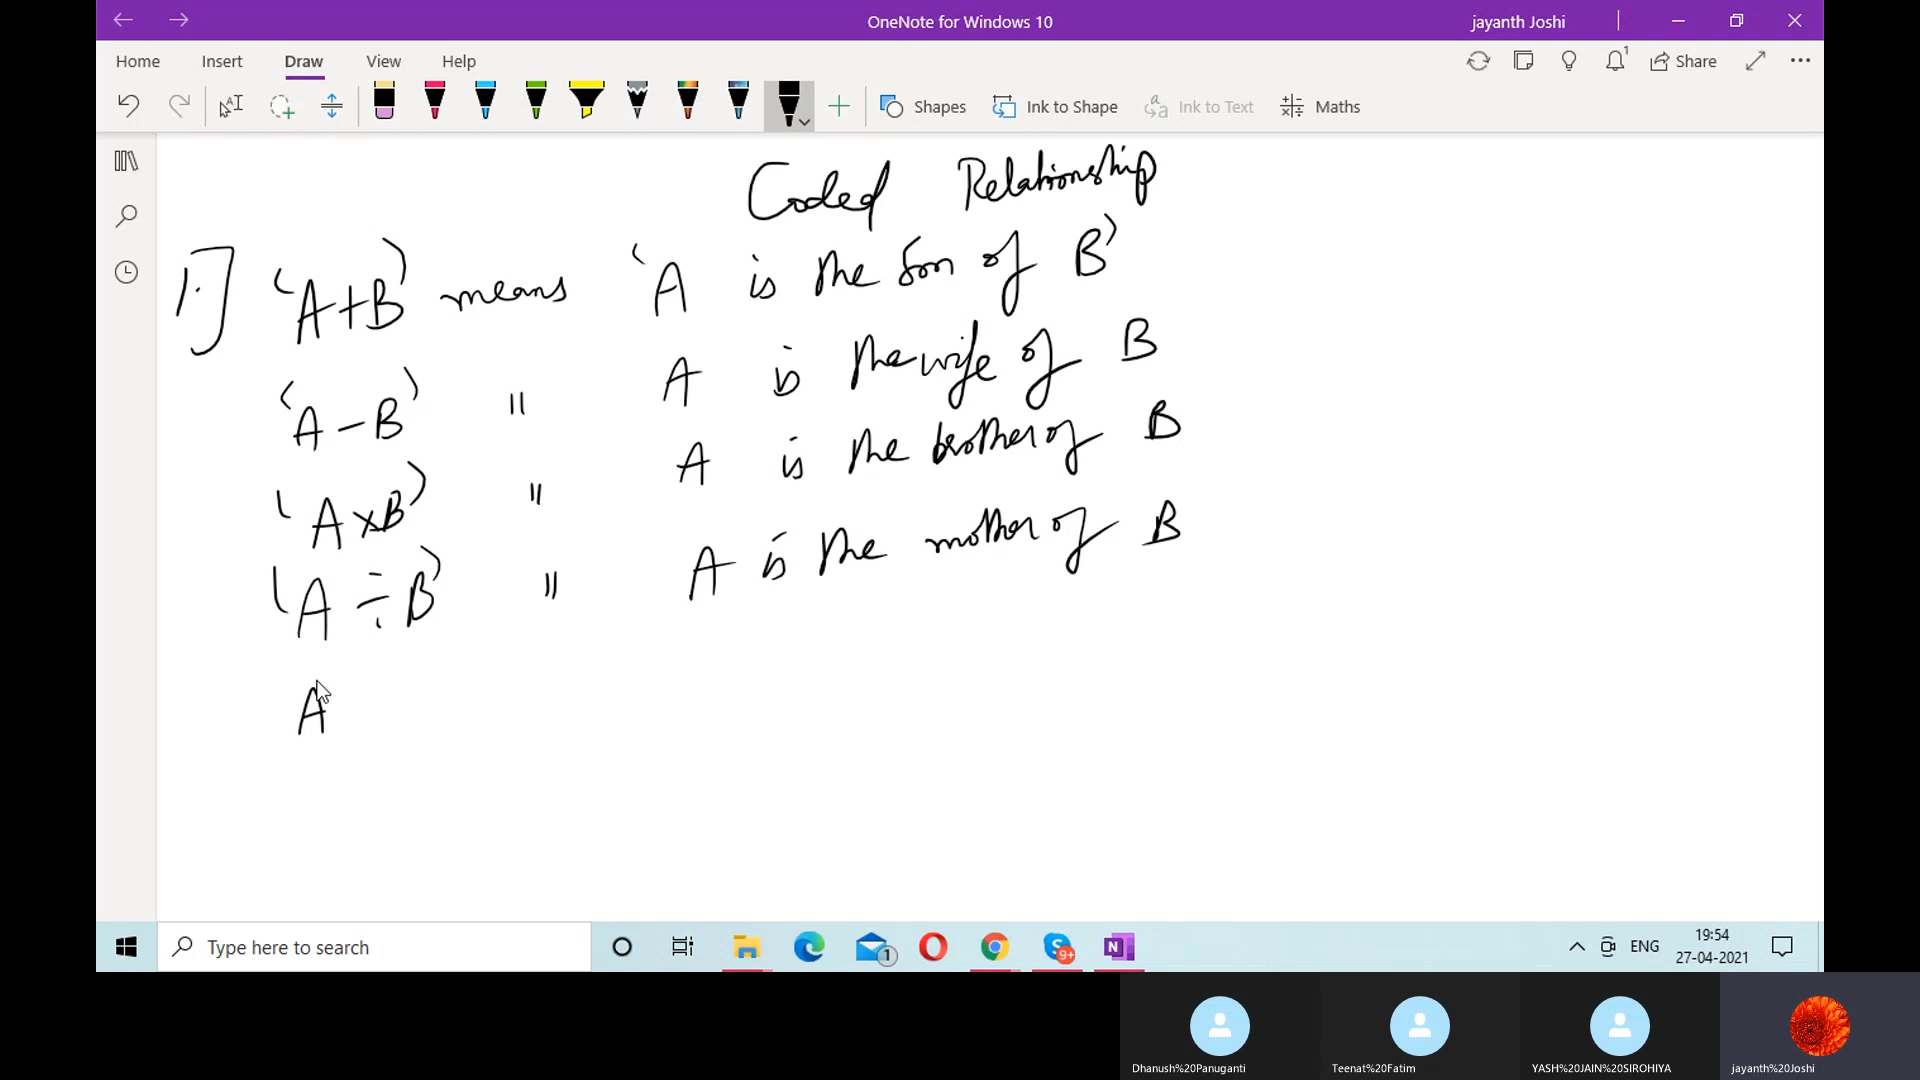 OneNote for Windows 10
jayanth Joshi
Home Insert Draw View Help
1
Share
Shapes Ink to Shape Ink to Text Maths
Coded Relationship
1.] 'A+B' means 'A is the son of B'
'A-B' " A is the wife of B
'A×B' " A is the brother of B
'A÷B' " A is the mother of B
A
Type here to search
1
9+
N
ENG
19:54
27-04-2021
Dhanush%20Panuganti
Teenat%20Fatim
YASH%20JAIN%20SIROHIYA
jayanth%20Joshi